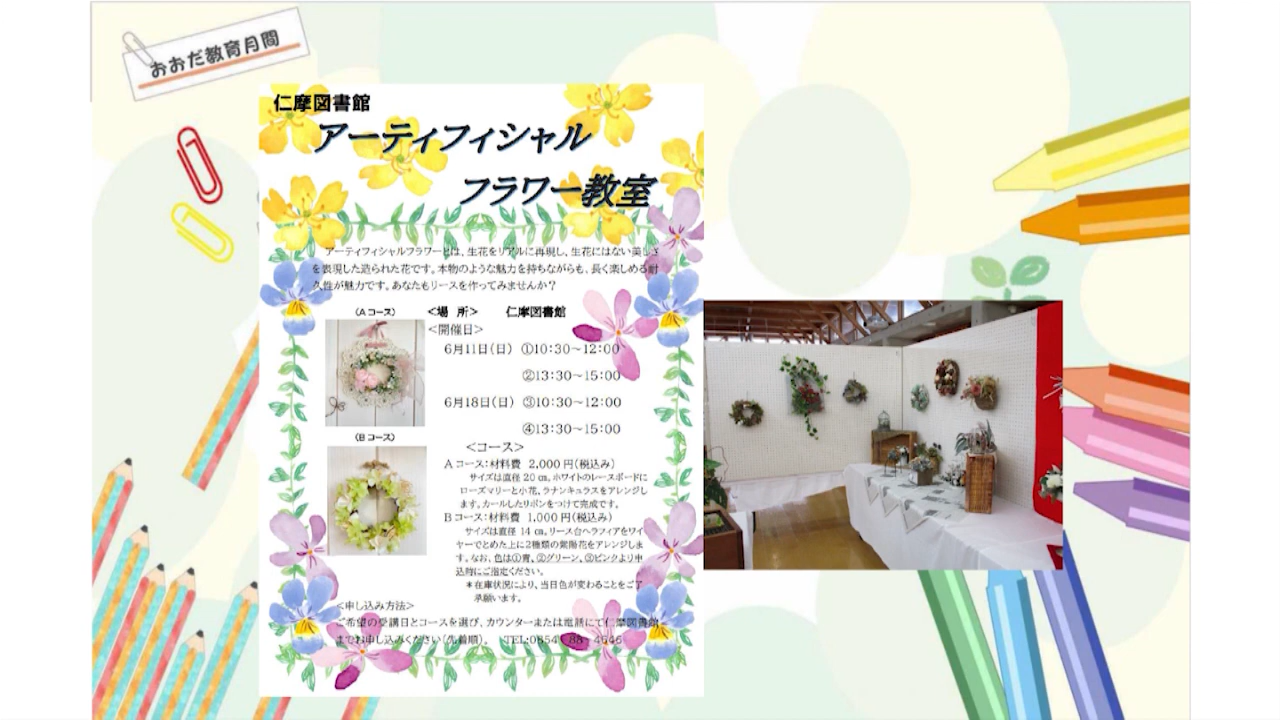 おおだ教育月間
仁摩図書館
アーティフィシャル
フラワー教室
アーティフィシャルフラワーとは、生花をリアルに再現し、生花にはない美しさ
を表現した造られた花です。本物のような魅力を持ちながらも、長く楽しめる耐
久性が魅力です。あなたもリースを作ってみませんか？
(Aコース)
<場　所>　　仁摩図書館
<開催日>
6月11日(日) ①10:30～12:00
②13:30～15:00
6月18日(日) ③10:30～12:00
④13:30～15:00
(Bコース)
<コース>
Aコース:材料費 2,000円(税込み)
サイズは直径 20 ㎝。ホワイトのレースボードに
ローズマリーと小花、ラナンキュラスをアレンジし
ます。カールしたリボンをつけて完成です。
Bコース:材料費 1,000円(税込み)
サイズは直径 14 ㎝。リース台へラフィアをワイ
ヤーでとめた上に2種類の紫陽花をアレンジしま
す。なお、色は①青、②グリーン、③ピンクより申
込時にご指定ください。
＊在庫状況により、当日色が変わることをご了
承願います。
<申し込み方法>
ご希望の受講日とコースを選び、カウンターまたは電話にて仁摩図書館
までお申し込みください(先着順)。 TEL:0854-88-4646